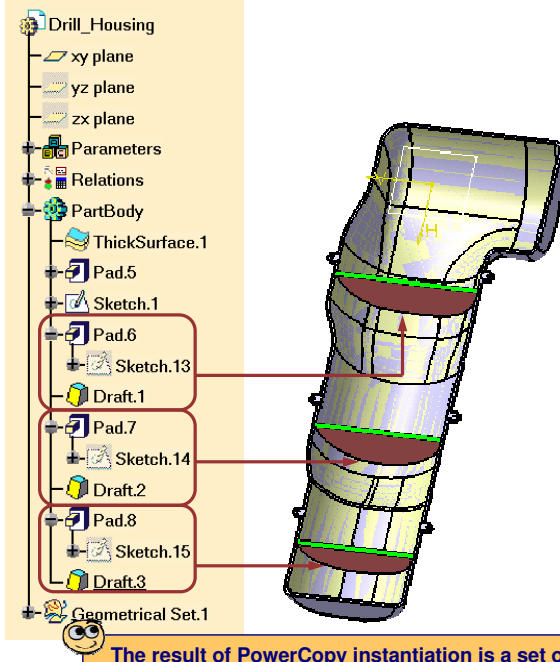 Drill_Housing
xy plane
yz plane
zx plane
Parameters
Relations
PartBody
ThickSurface.1
Pad.5
Sketch.1
Pad.6
Sketch.13
Draft.1
Pad.7
Sketch.14
Draft.2
Pad.8
Sketch.15
Draft.3
Geometrical Set.1
H
The result of PowerCopy instantiation is a set o